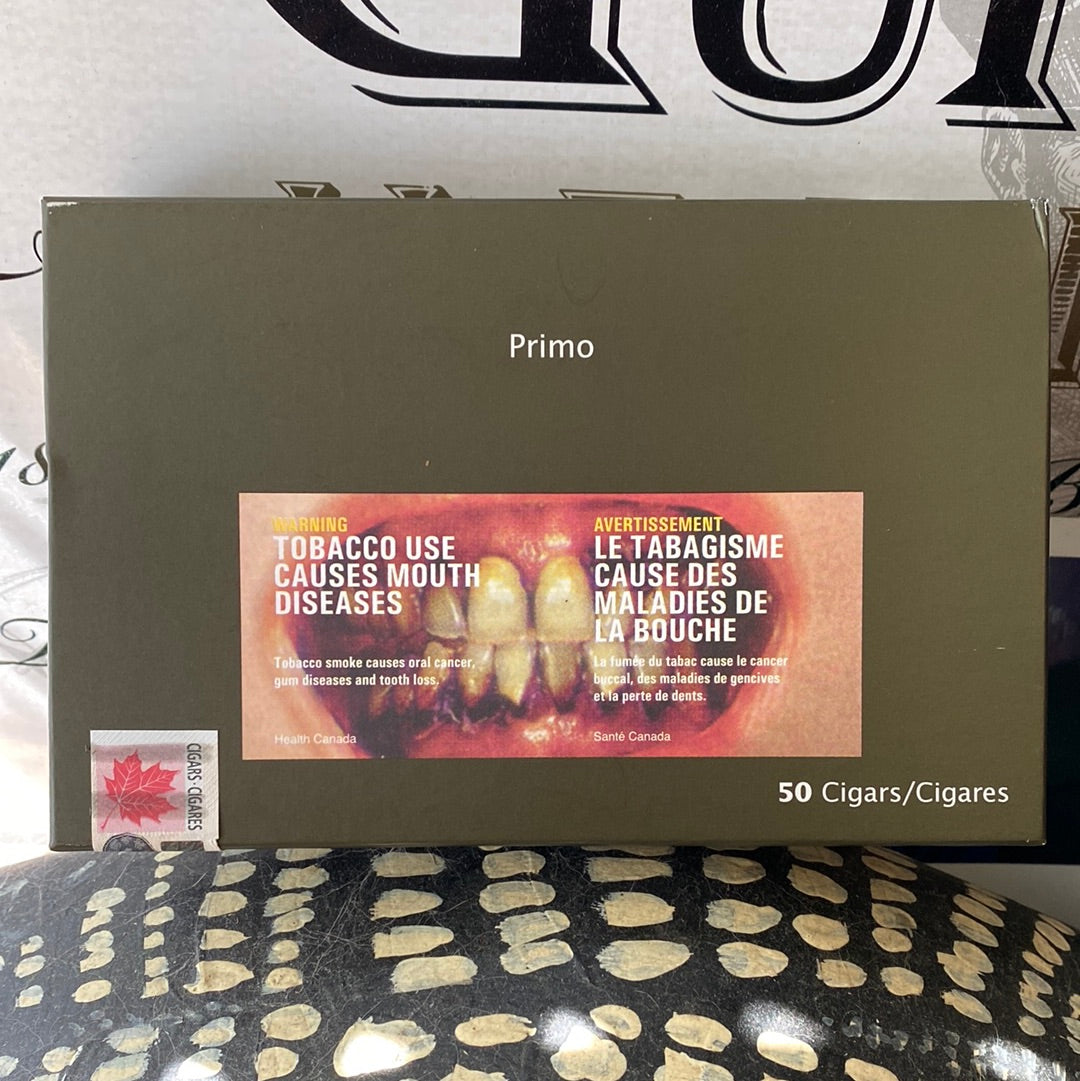 Primo
WARNING
TOBACCO USE
CAUSES MOUTH
DISEASES
Tobacco smoke causes oral cancer,
gum diseases and tooth loss.
Health Canada
AVERTISSEMENT
LE TABAGISME
CAUSE DES
MALADIES DE
LA BOUCHE
La fumée du tabac cause le cancer
buccal, des maladies de gencives
et la perte de dents.
Santé Canada
CIGARS · CIGARES
50 Cigars/Cigares